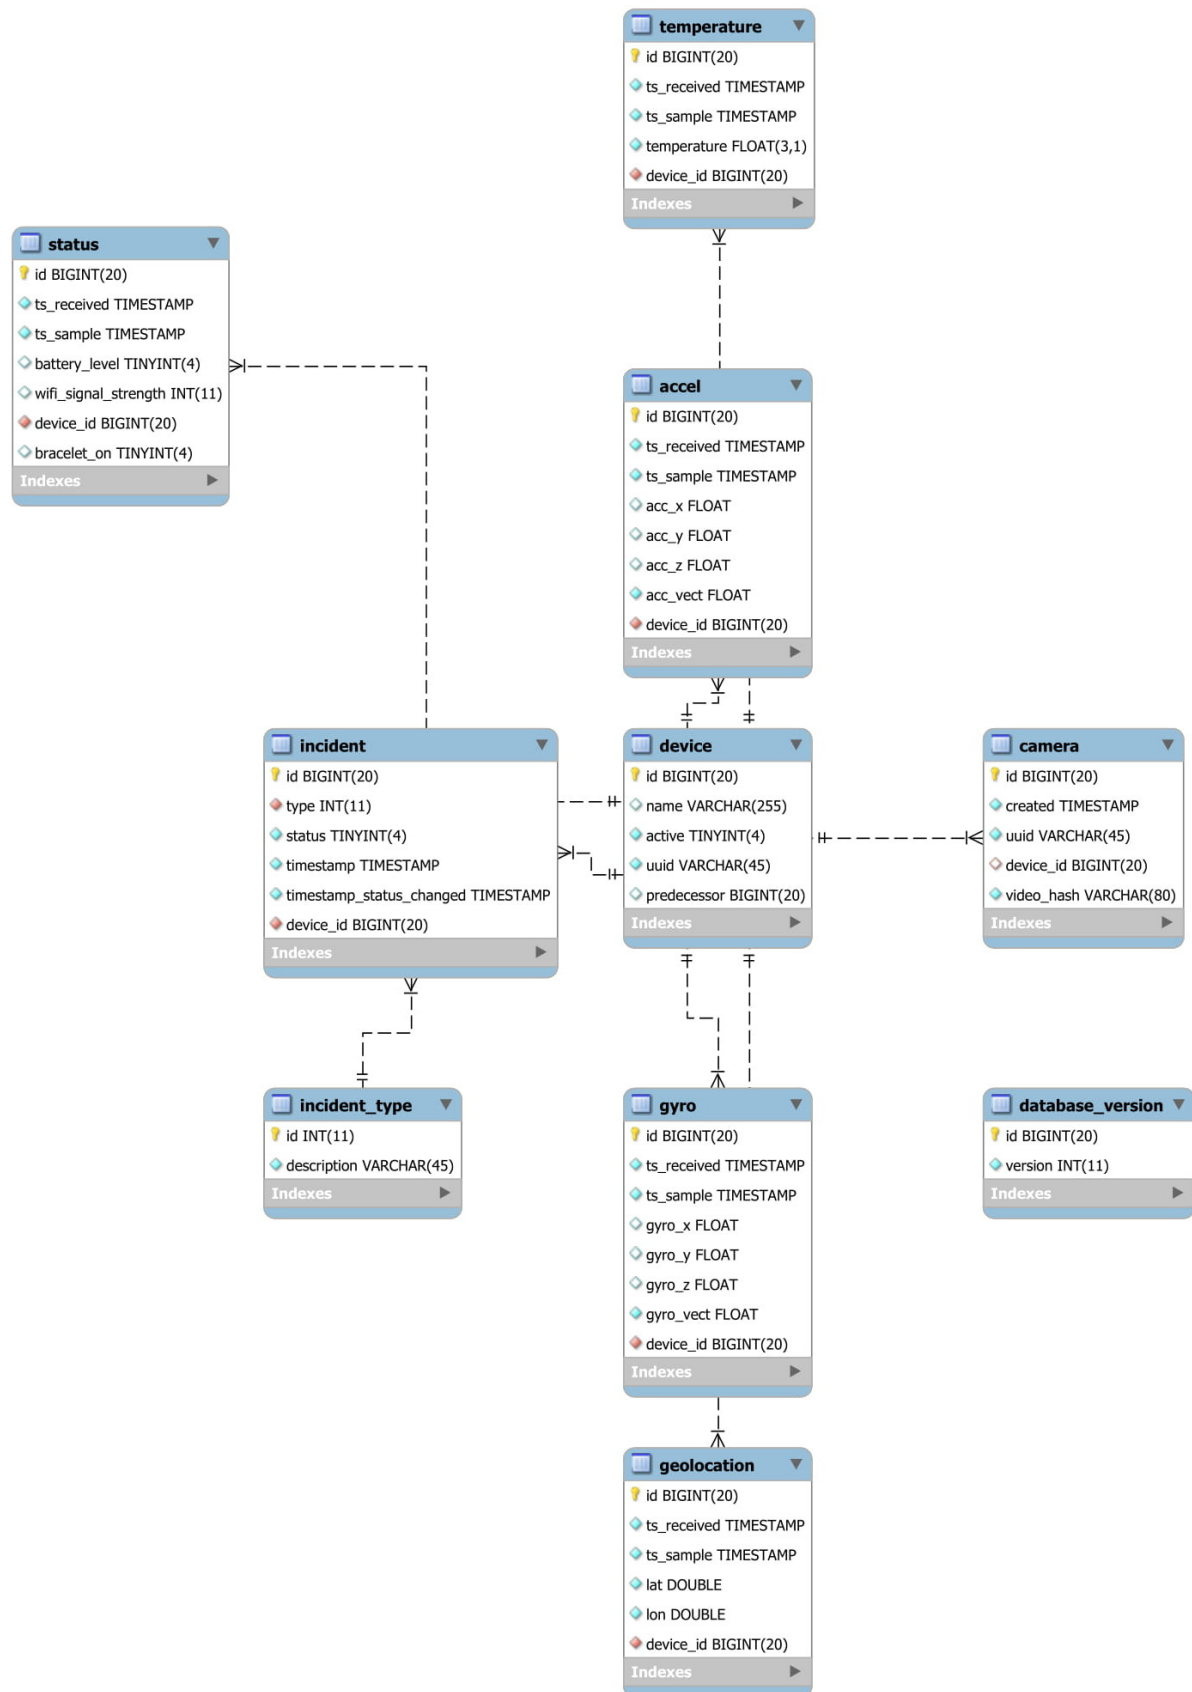 temperature
id BIGINT(20)
ts_received TIMESTAMP
ts_sample TIMESTAMP
temperature FLOAT(3,1)
device_id BIGINT(20)
Indexes
status
id BIGINT(20)
ts_received TIMESTAMP
ts_sample TIMESTAMP
battery_level TINYINT(4)
wifi_signal_strength INT(11)
device_id BIGINT(20)
bracelet_on TINYINT(4)
Indexes
accel
id BIGINT(20)
ts_received TIMESTAMP
ts_sample TIMESTAMP
acc_x FLOAT
acc_y FLOAT
acc_z FLOAT
acc_vect FLOAT
device_id BIGINT(20)
Indexes
incident
id BIGINT(20)
type INT(11)
status TINYINT(4)
timestamp TIMESTAMP
timestamp_status_changed TIMESTAMP
device_id BIGINT(20)
Indexes
device
id BIGINT(20)
name VARCHAR(255)
active TINYINT(4)
uuid VARCHAR(45)
predecessor BIGINT(20)
Indexes
camera
id BIGINT(20)
created TIMESTAMP
uuid VARCHAR(45)
device_id BIGINT(20)
video_hash VARCHAR(80)
Indexes
incident_type
id INT(11)
description VARCHAR(45)
Indexes
gyro
id BIGINT(20)
ts_received TIMESTAMP
ts_sample TIMESTAMP
gyro_x FLOAT
gyro_y FLOAT
gyro_z FLOAT
gyro_vect FLOAT
device_id BIGINT(20)
Indexes
database_version
id BIGINT(20)
version INT(11)
Indexes
geolocation
id BIGINT(20)
ts_received TIMESTAMP
ts_sample TIMESTAMP
lat DOUBLE
lon DOUBLE
device_id BIGINT(20)
Indexes